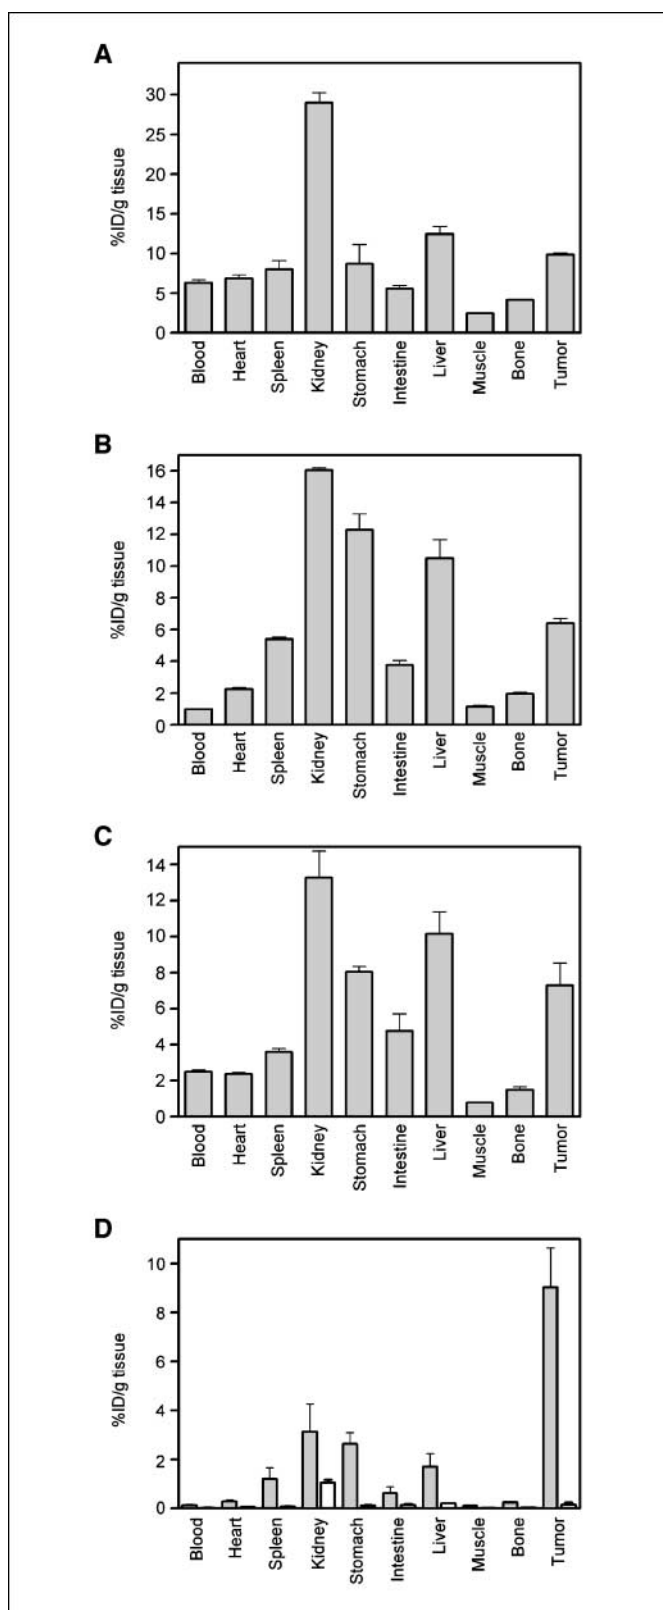 A
%ID/g tissue
30
25
20
15
10
5
0
Blood
Heart
Spleen
Kidney
Stomach
Intestine
Liver
Muscle
Bone
Tumor
B
%ID/g tissue
16
14
12
10
8
6
4
2
0
Blood
Heart
Spleen
Kidney
Stomach
Intestine
Liver
Muscle
Bone
Tumor
C
%ID/g tissue
14
12
10
8
6
4
2
0
Blood
Heart
Spleen
Kidney
Stomach
Intestine
Liver
Muscle
Bone
Tumor
D
%ID/g tissue
10
8
6
4
2
0
Blood
Heart
Spleen
Kidney
Stomach
Intestine
Liver
Muscle
Bone
Tumor